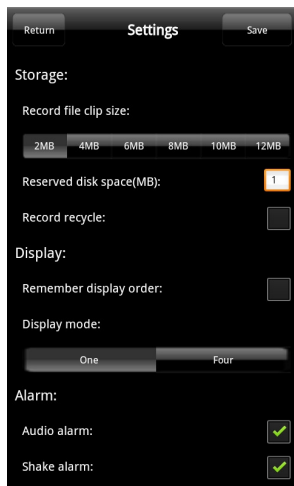 Return Settings Save
Storage:
Record file clip size:
2MB 4MB 6MB 8MB 10MB 12MB
Reserved disk space(MB): 1
Record recycle:
Display:
Remember display order:
Display mode:
One Four
Alarm:
Audio alarm:
Shake alarm: